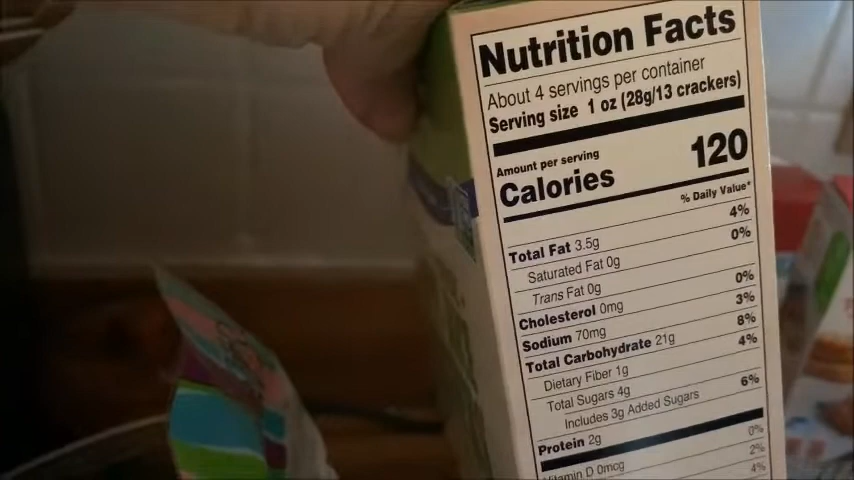 Nutrition Facts
About 4 servings per container
Serving size 1 oz (28g/13 crackers)
Amount per serving
Calories 120
% Daily Value*
Total Fat 3.5g 4%
Saturated Fat 0g 0%
Trans Fat 0g
Cholesterol 0mg 0%
Sodium 70mg 3%
Total Carbohydrate 21g 8%
Dietary Fiber 1g 4%
Total Sugars 4g
Includes 3g Added Sugars 6%
Protein 2g
Vitamin D 0mcg 0%
2%
4%